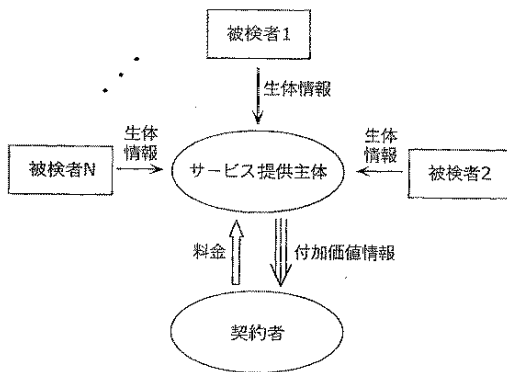 被検者1
生体情報
生体
情報
生体
情報
被検者N
サービス提供主体
被検者2
料金
付加価値情報
契約者